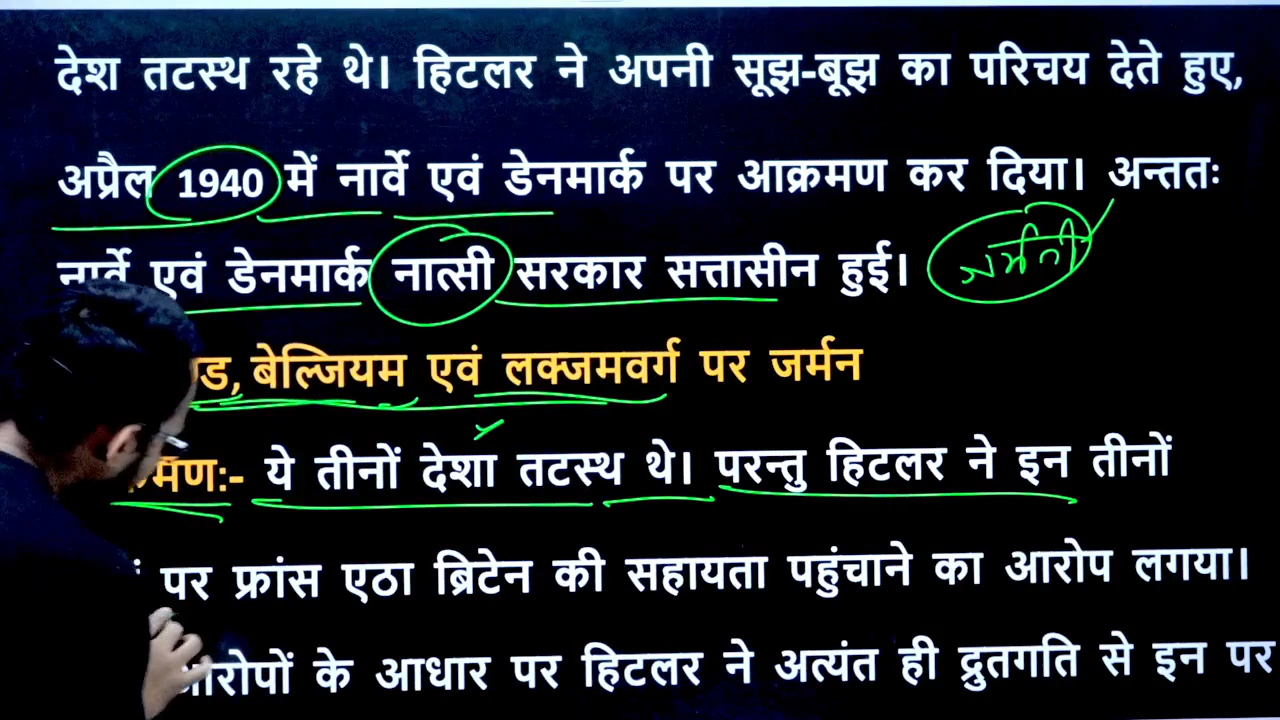 देश तटस्थ रहे थे। हिटलर ने अपनी सूझ-बूझ का परिचय देते हुए,
अप्रैल 1940 में नार्वे एवं डेनमार्क पर आक्रमण कर दिया। अन्ततः
नार्वे एवं डेनमार्क नात्सी सरकार सत्तासीन हुई।
बेल्जियम एवं लक्जमवर्ग पर जर्मन
ये तीनों देशा तटस्थ थे। परन्तु हिटलर ने इन तीनों
पर फ्रांस एठा ब्रिटेन की सहायता पहुंचाने का आरोप लगया।
आरोपों के आधार पर हिटलर ने अत्यंत ही द्रुतगति से इन पर